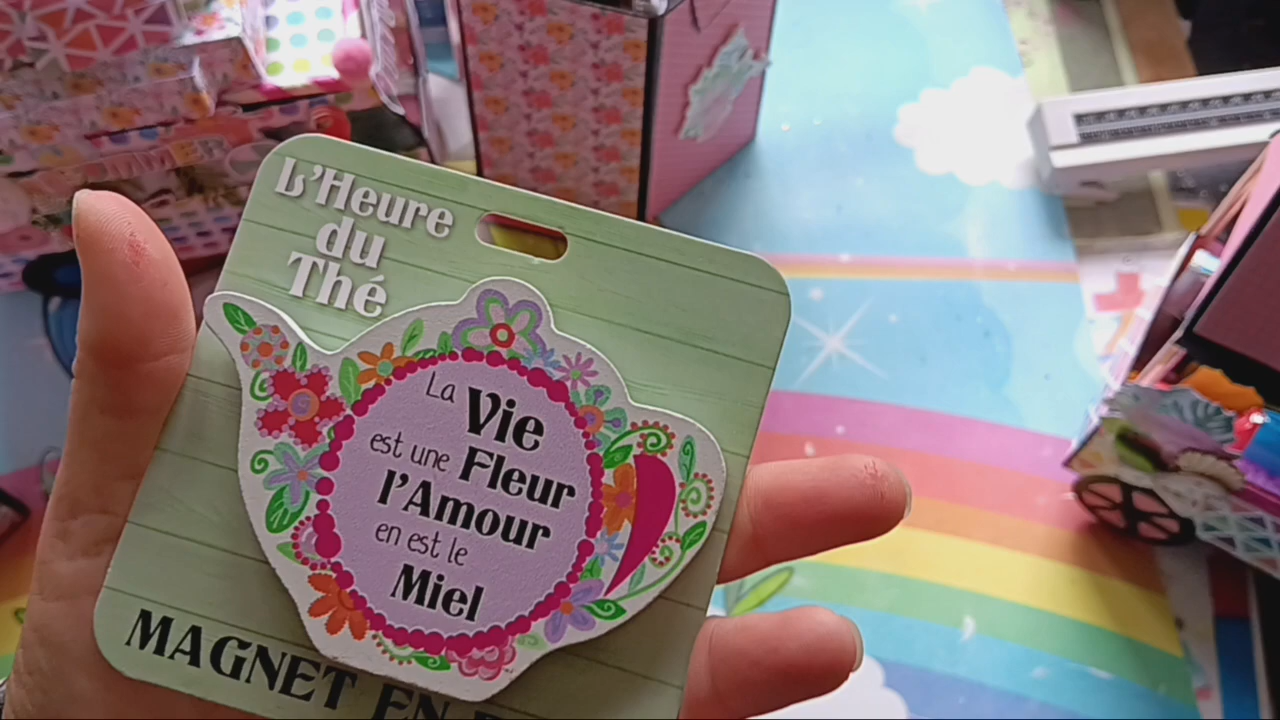 L'Heure
du
Thé
La Vie
est une Fleur
l'Amour
en est le
Miel
MAGNET EN